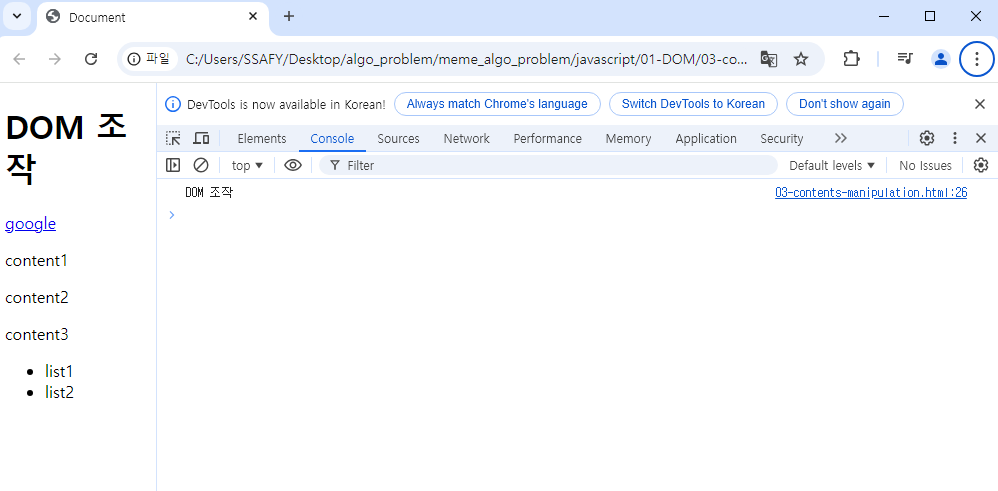 Document
파일
C:/Users/SSAFY/Desktop/algo_problem/meme_algo_problem/javascript/01-DOM/03-co...
DOM 조
작
google
content1
content2
content3
list1
list2
DevTools is now available in Korean!
Always match Chrome's language
Switch DevTools to Korean
Don't show again
Elements
Console
Sources
Network
Performance
Memory
Application
Security
top
Filter
Default levels
No Issues
DOM 조작
03-contents-manipulation.html:26